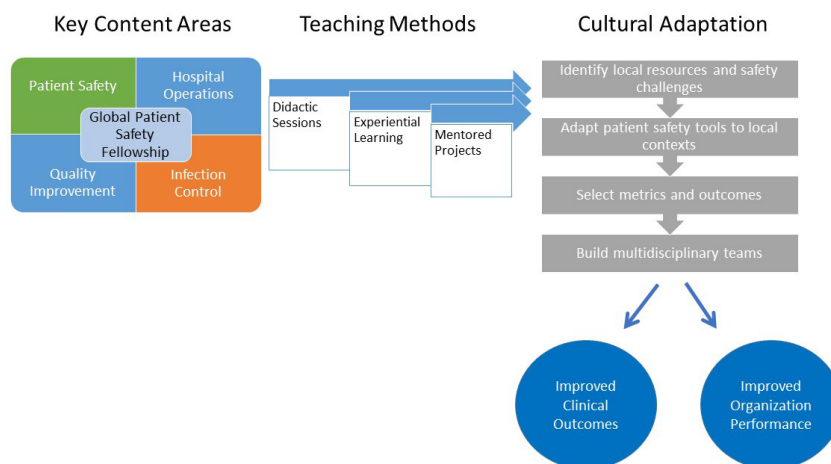 Key Content Areas
Teaching Methods
Cultural Adaptation
Patient Safety
Hospital
Operations
Global Patient
Safety
Fellowship
Quality
Improvement
Infection
Control
Didactic
Sessions
Experiential
Learning
Mentored
Projects
Identify local resources and safety
challenges
Adapt patient safety tools to local
contexts
Select metrics and outcomes
Build multidisciplinary teams
Improved
Clinical
Outcomes
Improved
Organization
Performance